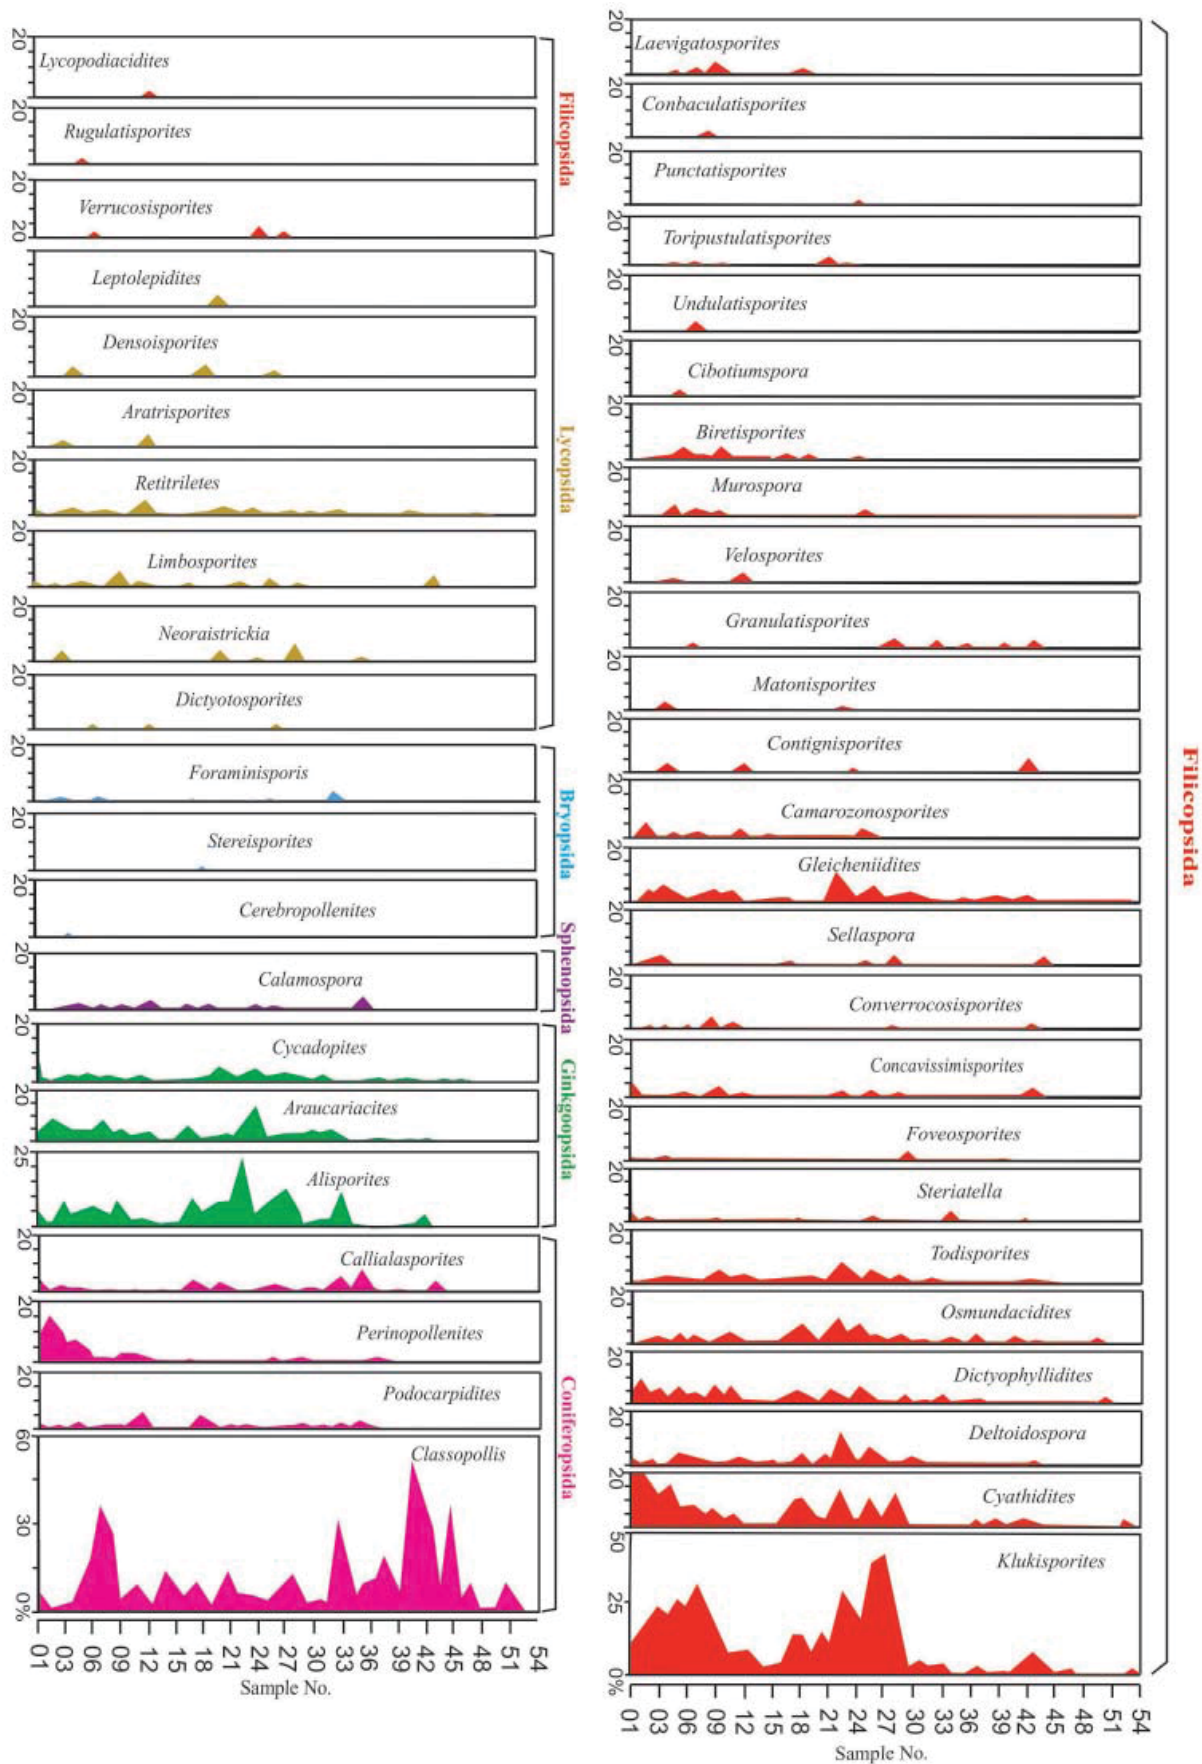 20
Lycopodiacidites
20
Rugulatisporites
20
Verrucosisporites
Filicopsida
20
Leptolepidites
20
Densoisporites
20
Aratrisporites
20
Retitriletes
20
Limbosporites
20
Neoraistrickia
20
Dictyotosporites
Lycopsida
20
Foraminisporis
20
Stereisporites
20
Cerebropollenites
Bryopsida
20
Calamospora
Sphenopsida
20
Cycadopites
20
Araucariacites
25
Alisporites
Ginkgoopsida
20
Callialasporites
20
Perinopollenites
20
Podocarpidites
60
Classopollis
30
0%
Coniferopsida
01 03 06 09 12 15 18 21 24 27 30 33 36 39 42 45 48 51 54
Sample No.
20
Laevigatosporites
20
Conbaculatisporites
20
Punctatisporites
20
Toripustulatisporites
20
Undulatisporites
20
Cibotiumspora
20
Biretisporites
20
Murospora
20
Velosporites
20
Granulatisporites
20
Matonisporites
20
Contignisporites
20
Camarozonosporites
20
Gleicheniidites
20
Sellaspora
20
Converrocosisporites
20
Concavissimisporites
20
Foveosporites
20
Steriatella
20
Todisporites
20
Osmundacidites
20
Dictyophyllidites
20
Deltoidospora
20
Cyathidites
50
Klukisporites
25
0%
Filicopsida
01 03 06 09 12 15 18 21 24 27 30 33 36 39 42 45 48 51 54
Sample No.